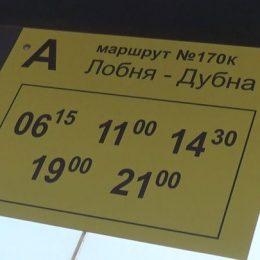 А
маршрут №170к
Лобня - Дубна
06 15 11 00 14 30
19 00 21 00